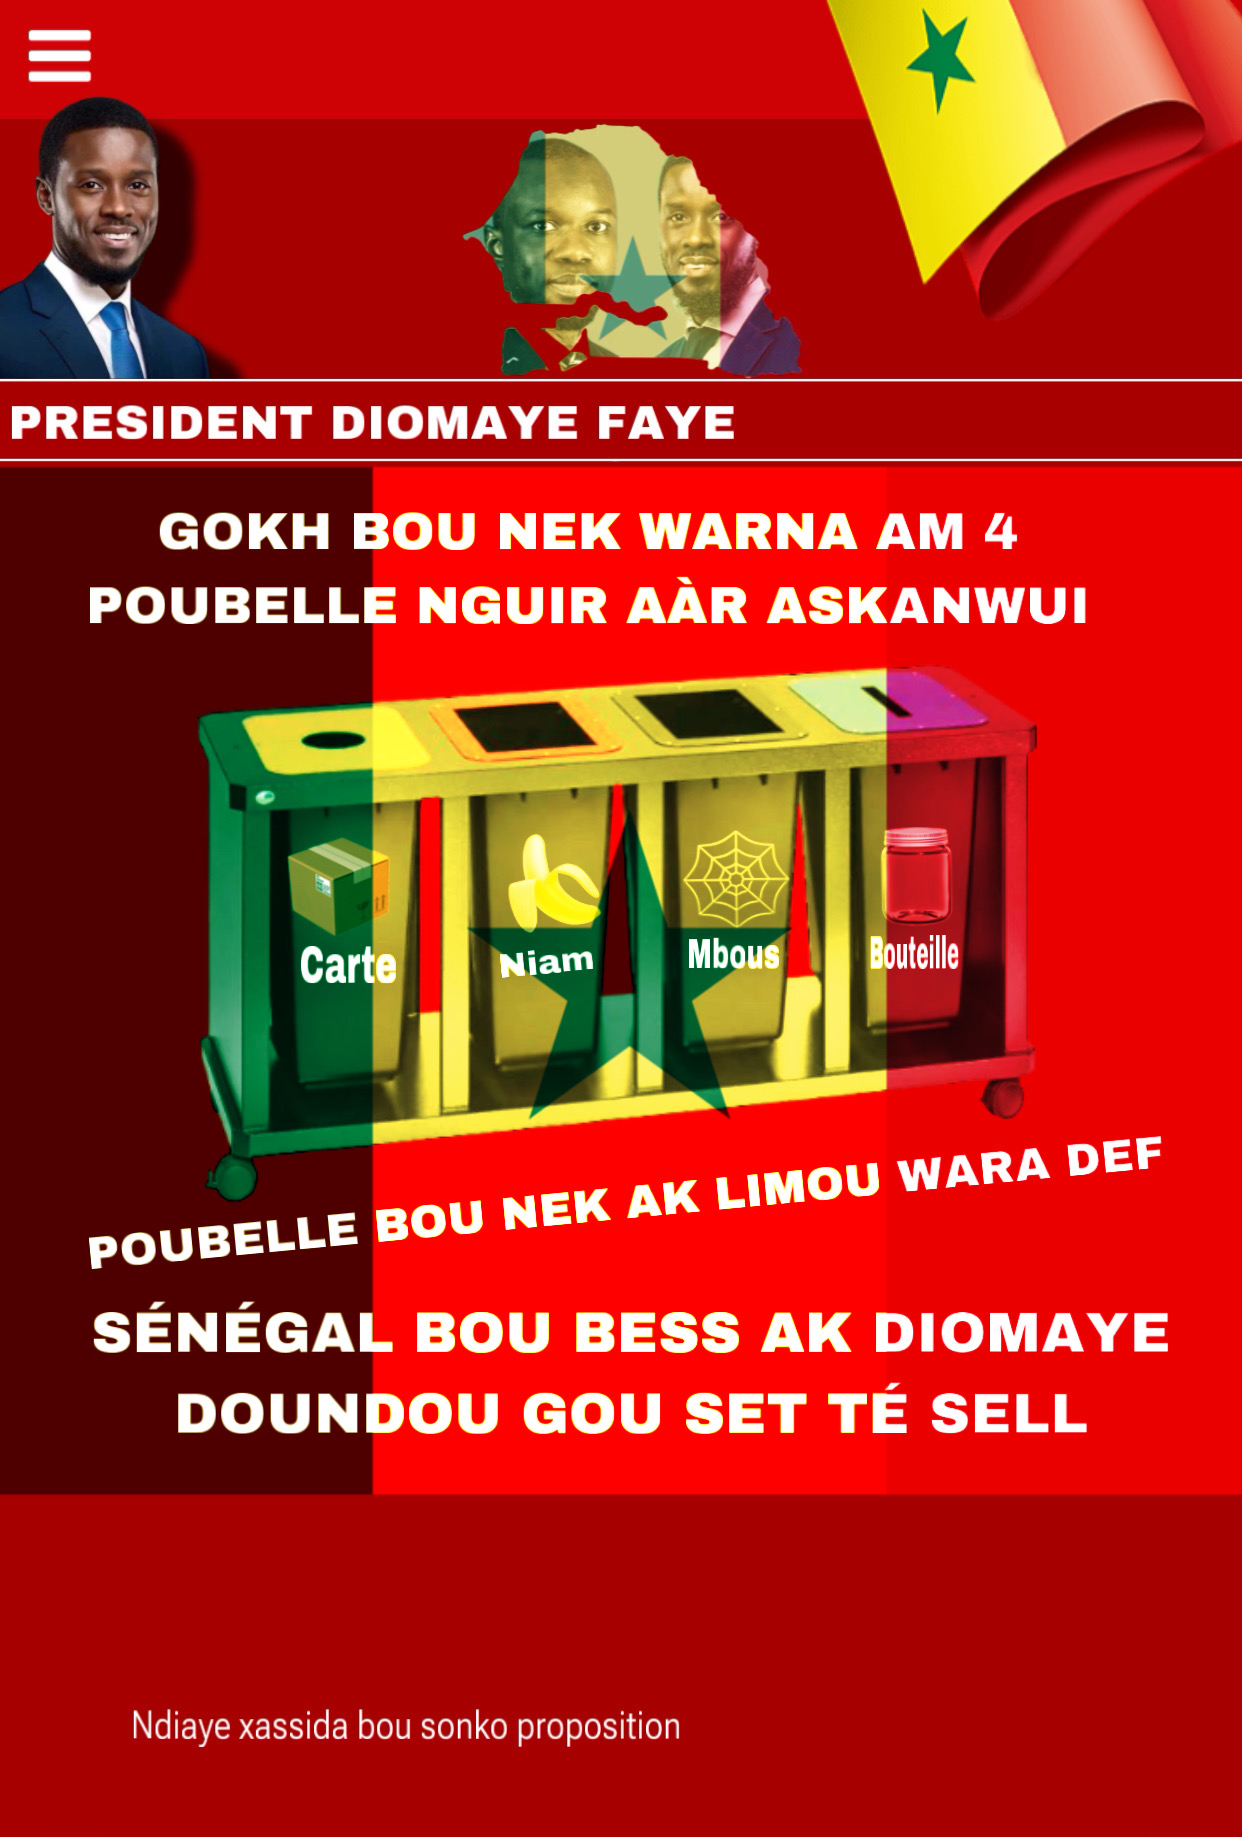 PRESIDENT DIOMAYE FAYE
GOKH BOU NEK WARNA AM 4
POUBELLE NGUIR AÀR ASKANWUI
Carte
Niam
Mbous
Bouteille
POUBELLE BOU NEK AK LIMOU WARA DEF
SÉNÉGAL BOU BESS AK DIOMAYE
DOUNDOU GOU SET TÉ SELL
Ndiaye xassida bou sonko proposition